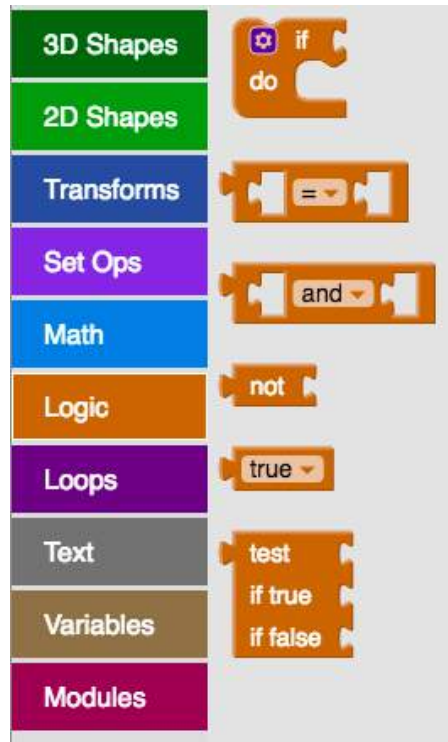 3D Shapes
2D Shapes
Transforms
Set Ops
Math
Logic
Loops
Text
Variables
Modules
if
do
=
and
not
true
test
if true
if false